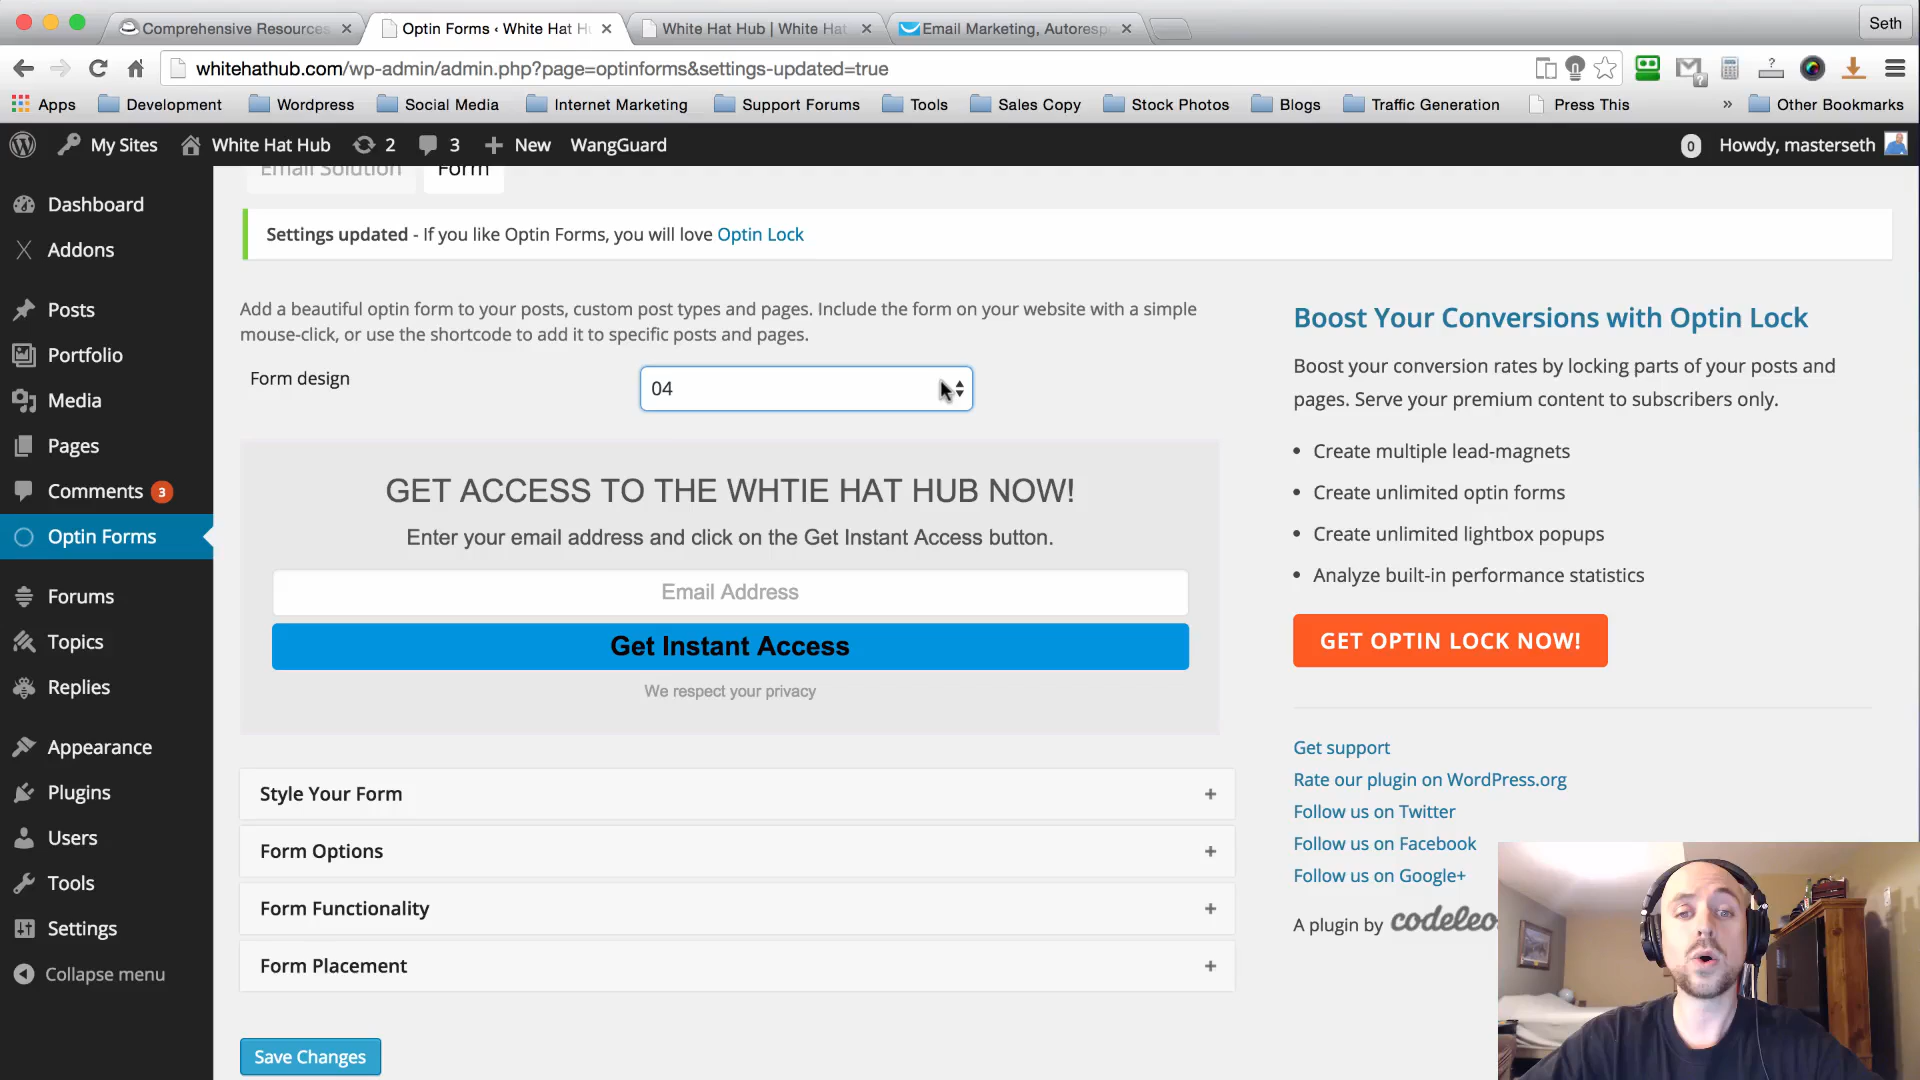 Comprehensive Resources
Optin Forms ‹ White Hat H
White Hat Hub | White Hat
Email Marketing, Autoresp
Seth
whitehathub.com/wp-admin/admin.php?page=optinforms&settings-updated=true
Apps
Development
Wordpress
Social Media
Internet Marketing
Support Forums
Tools
Sales Copy
Stock Photos
Blogs
Traffic Generation
Press This
»
Other Bookmarks
My Sites
White Hat Hub
2
3
New
WangGuard
0
Howdy, masterseth
Dashboard
Addons
Posts
Portfolio
Media
Pages
Comments 3
Optin Forms
Forums
Topics
Replies
Appearance
Plugins
Users
Tools
Settings
Collapse menu
Email Solution
Form
Settings updated - If you like Optin Forms, you will love Optin Lock
Add a beautiful optin form to your posts, custom post types and pages. Include the form on your website with a simple
mouse-click, or use the shortcode to add it to specific posts and pages.
Form design
04
GET ACCESS TO THE WHTIE HAT HUB NOW!
Enter your email address and click on the Get Instant Access button.
Email Address
Get Instant Access
We respect your privacy
Style Your Form +
Form Options +
Form Functionality +
Form Placement +
Save Changes
Boost Your Conversions with Optin Lock
Boost your conversion rates by locking parts of your posts and
pages. Serve your premium content to subscribers only.
• Create multiple lead-magnets
• Create unlimited optin forms
• Create unlimited lightbox popups
• Analyze built-in performance statistics
GET OPTIN LOCK NOW!
Get support
Rate our plugin on WordPress.org
Follow us on Twitter
Follow us on Facebook
Follow us on Google+
A plugin by codeleo